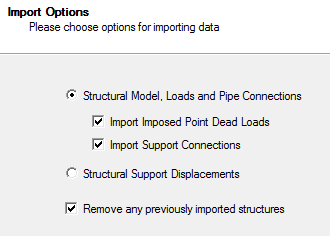 Import Options
Please choose options for importing data
Structural Model, Loads and Pipe Connections
Import Imposed Point Dead Loads
Import Support Connections
Structural Support Displacements
Remove any previously imported structures